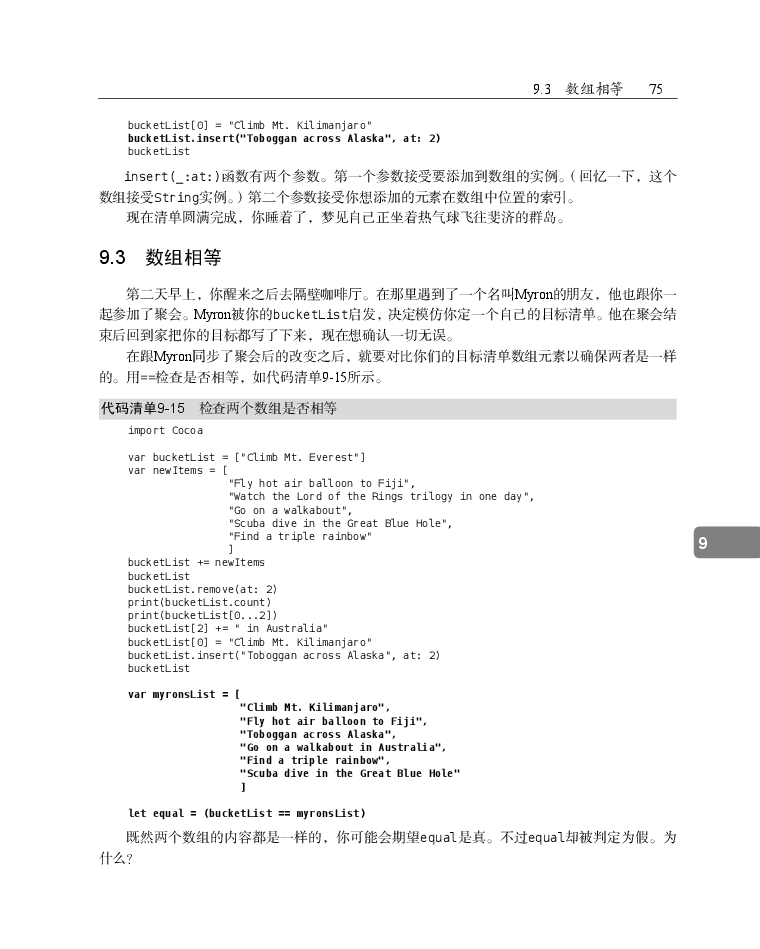 9.3 数组相等 75
bucketList[0] = "Climb Mt. Kilimanjaro"
bucketList.insert("Toboggan across Alaska", at: 2)
bucketList
insert(_:at:)函数有两个参数。第一个参数接受要添加到数组的实例。（回忆一下，这个
数组接受String实例。）第二个参数接受你想添加的元素在数组中位置的索引。
现在清单圆满完成，你睡着了，梦见自己正坐着热气球飞往斐济的群岛。
9.3 数组相等
第二天早上，你醒来之后去隔壁咖啡厅。在那里遇到了一个名叫Myron的朋友，他也跟你一
起参加了聚会。Myron被你的bucketList启发，决定模仿你定一个自己的目标清单。他在聚会结
束后回到家把你的目标都写了下来，现在想确认一切无误。
在跟Myron同步了聚会后的改变之后，就要对比你们的目标清单数组元素以确保两者是一样
的。用==检查是否相等，如代码清单9-15所示。
代码清单9-15 检查两个数组是否相等
import Cocoa
var bucketList = ["Climb Mt. Everest"]
var newItems = [
"Fly hot air balloon to Fiji",
"Watch the Lord of the Rings trilogy in one day",
"Go on a walkabout",
"Scuba dive in the Great Blue Hole",
"Find a triple rainbow"
]
bucketList += newItems
bucketList
bucketList.remove(at: 2)
print(bucketList.count)
print(bucketList[0...2])
bucketList[2] += " in Australia"
bucketList[0] = "Climb Mt. Kilimanjaro"
bucketList.insert("Toboggan across Alaska", at: 2)
bucketList
var myronsList = [
"Climb Mt. Kilimanjaro",
"Fly hot air balloon to Fiji",
"Toboggan across Alaska",
"Go on a walkabout in Australia",
"Find a triple rainbow",
"Scuba dive in the Great Blue Hole"
]
let equal = (bucketList == myronsList)
既然两个数组的内容都是一样的，你可能会期望equal是真。不过equal却被判定为假。为
什么？
9